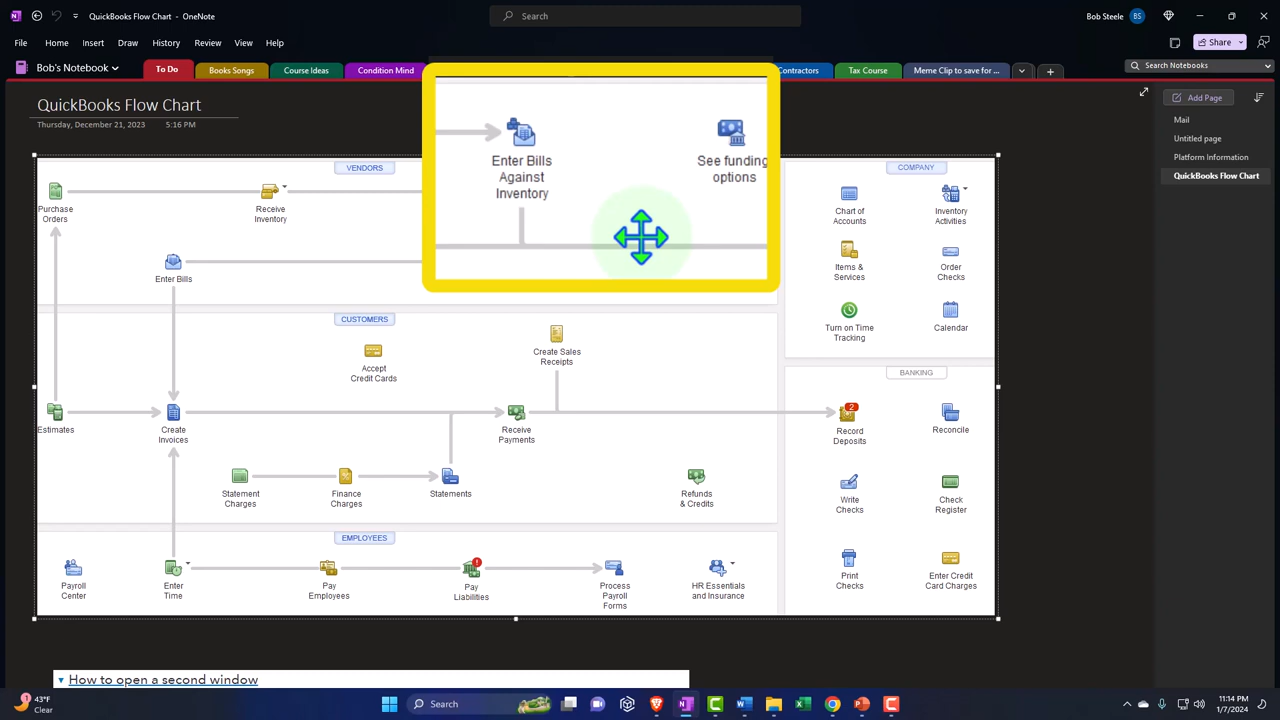 QuickBooks Flow Chart - OneNote
Search
Bob Steele
BS
File
Home
Insert
Draw
History
Review
View
Help
Share
Bob's Notebook
To Do
Books Songs
Course Ideas
Condition Mind
Contractors
Tax Course
Meme Clip to save for ...
Search Notebooks
QuickBooks Flow Chart
Thursday, December 21, 2023
5:16 PM
Add Page
Mail
Untitled page
Platform Information
QuickBooks Flow Chart
VENDORS
Purchase
Orders
Receive
Inventory
Enter Bills
Against
Inventory
See funding
options
Enter Bills
COMPANY
Chart of
Accounts
Inventory
Activities
Items &
Services
Order
Checks
Turn on Time
Tracking
Calendar
CUSTOMERS
Accept
Credit Cards
Create Sales
Receipts
Estimates
Create
Invoices
Receive
Payments
Statement
Charges
Finance
Charges
Statements
Refunds
& Credits
BANKING
2
Record
Deposits
Reconcile
Write
Checks
Check
Register
Print
Checks
Enter Credit
Card Charges
EMPLOYEES
Payroll
Center
Enter
Time
Pay
Employees
Pay
Liabilities
Process
Payroll
Forms
HR Essentials
and Insurance
How to open a second window
1
43°F
Clear
Search
11:14 PM
1/7/2024